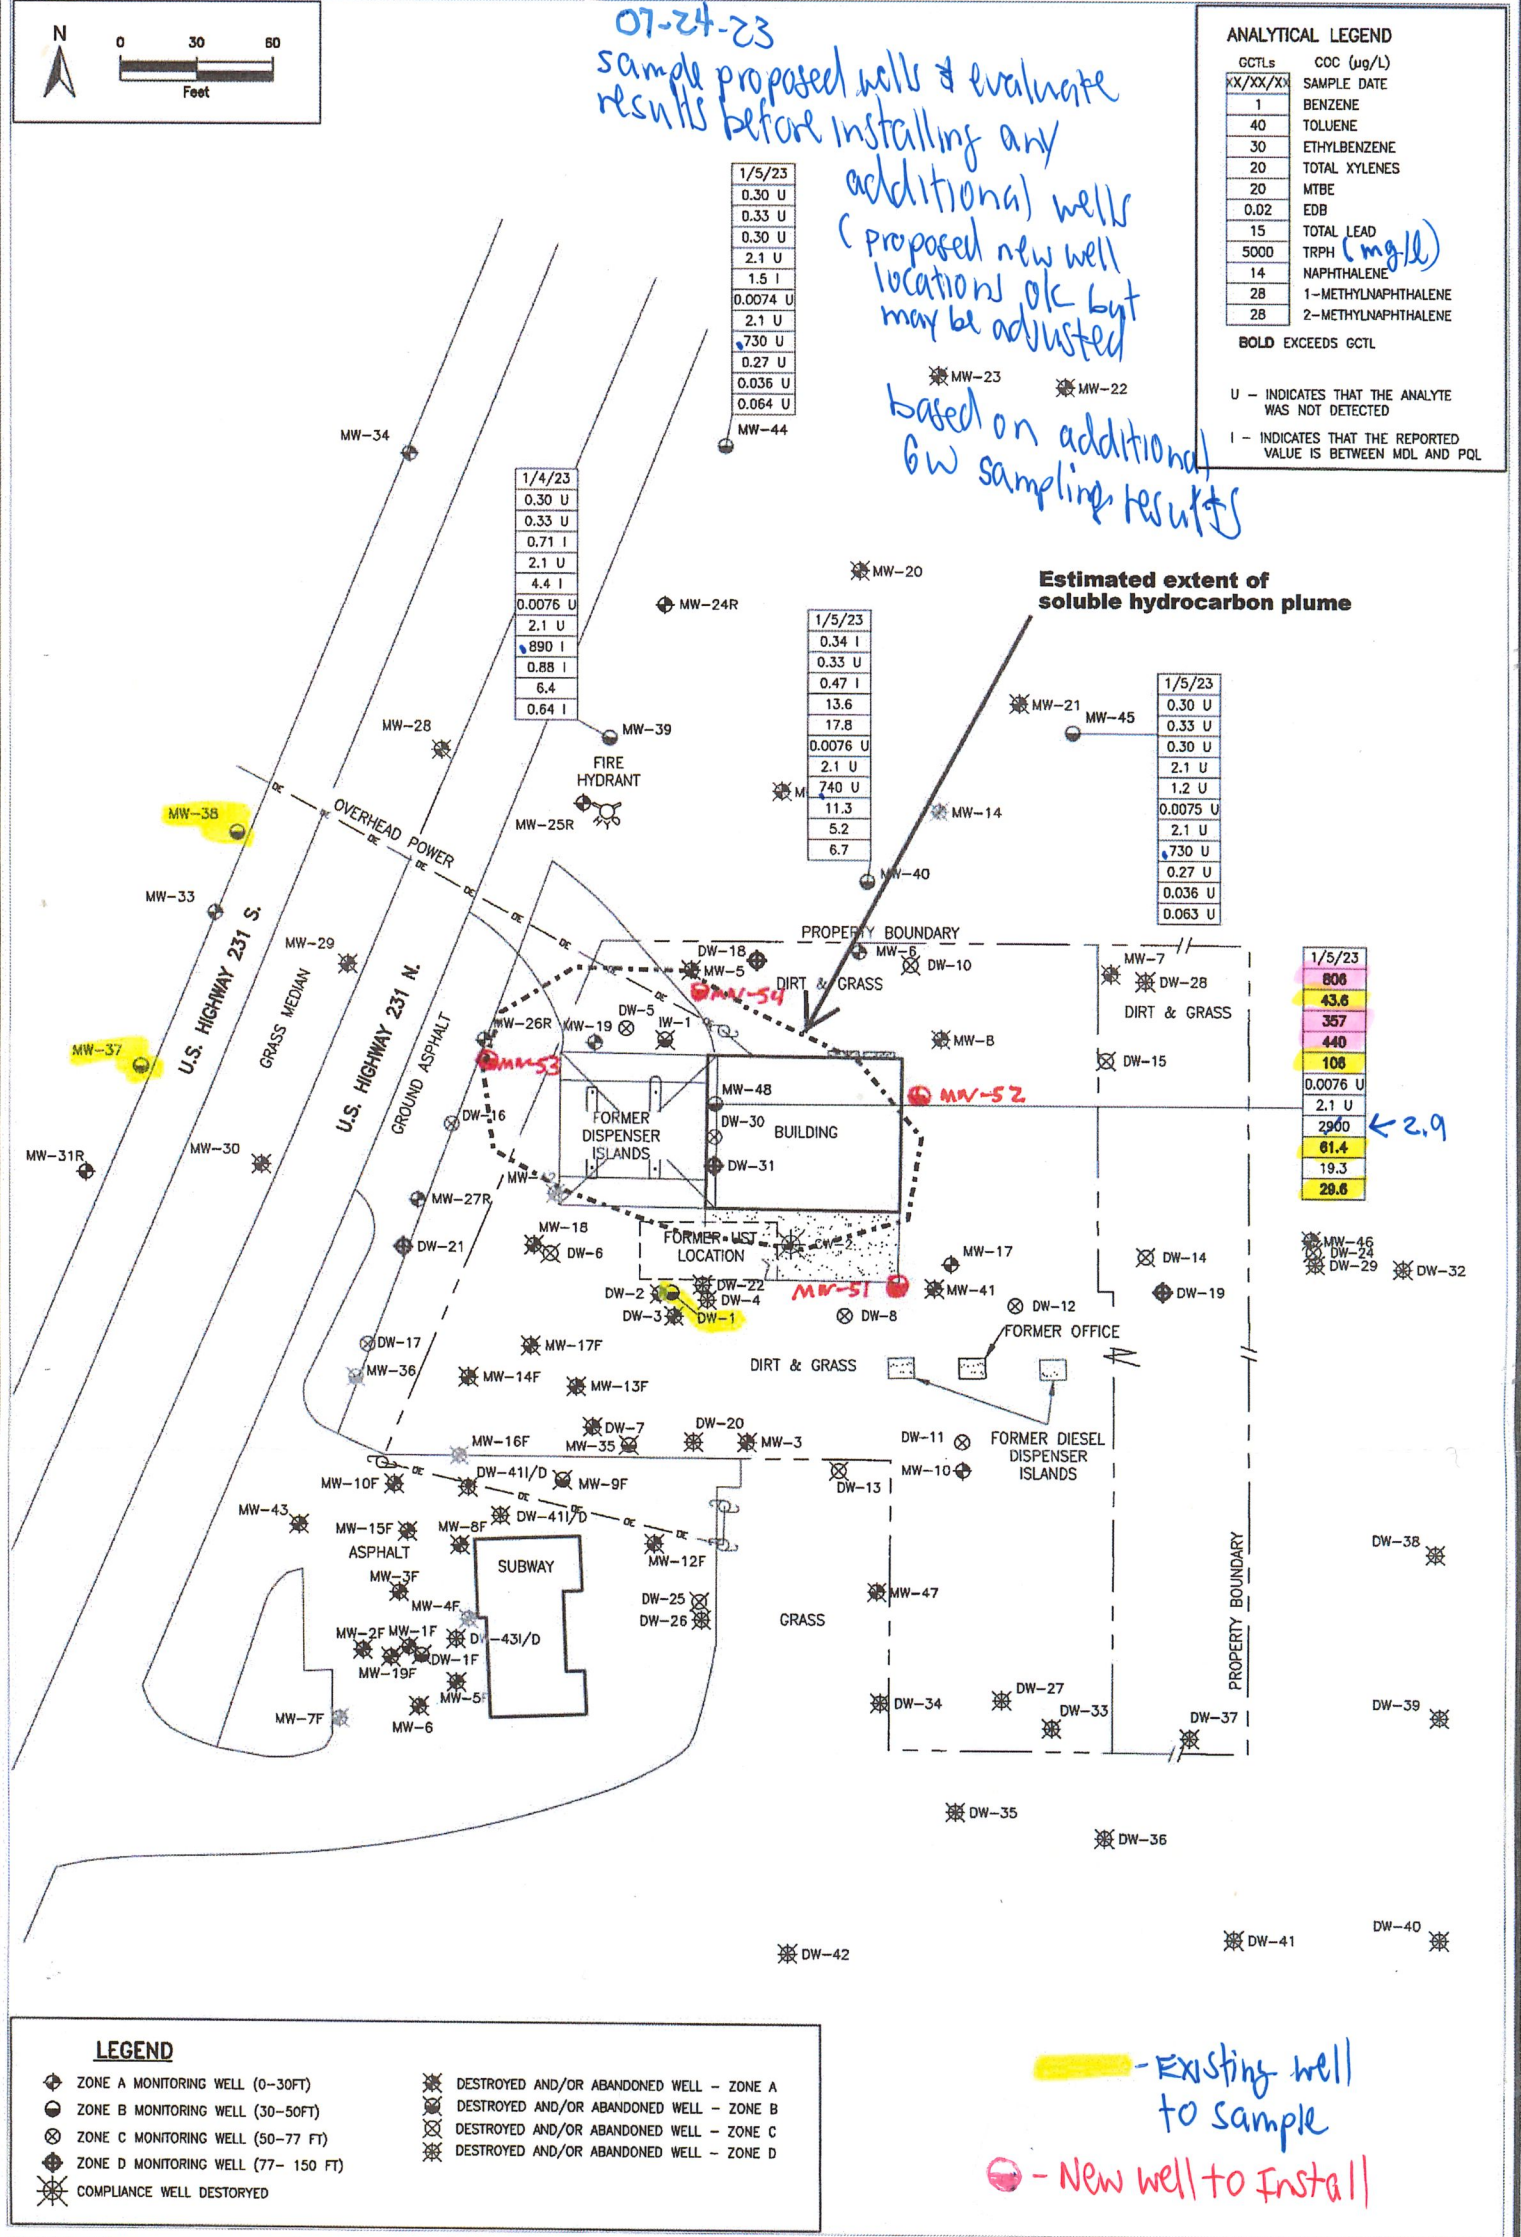 N
0 30 60
Feet
07-24-23
sample proposed wells & evaluate
results before installing any
additional wells
(proposed new well
locations ok but
may be adjusted
based on additional
GW sampling results
ANALYTICAL LEGEND
GCTLs COC (µg/L)
XX/XX/XX SAMPLE DATE
1 BENZENE
40 TOLUENE
30 ETHYLBENZENE
20 TOTAL XYLENES
20 MTBE
0.02 EDB
15 TOTAL LEAD
5000 TRPH (mg/l)
14 NAPHTHALENE
28 1-METHYLNAPHTHALENE
28 2-METHYLNAPHTHALENE
BOLD EXCEEDS GCTL
U - INDICATES THAT THE ANALYTE
WAS NOT DETECTED
I - INDICATES THAT THE REPORTED
VALUE IS BETWEEN MDL AND PQL
1/5/23
0.30 U
0.33 U
0.30 U
2.1 U
1.5 I
0.0074 U
2.1 U
.730 U
0.27 U
0.036 U
0.064 U
MW-44
MW-23
MW-22
MW-34
1/4/23
0.30 U
0.33 U
0.71 I
2.1 U
4.4 I
0.0076 U
2.1 U
.890 I
0.88 I
6.4
0.64 I
MW-39
MW-20
MW-24R
Estimated extent of
soluble hydrocarbon plume
1/5/23
0.34 I
0.33 U
0.47 I
13.6
17.8
0.0076 U
2.1 U
.740 U
11.3
5.2
6.7
MW-40
MW-21
MW-45
1/5/23
0.30 U
0.33 U
0.30 U
2.1 U
1.2 U
0.0075 U
2.1 U
.730 U
0.27 U
0.036 U
0.063 U
MW-28
FIRE
HYDRANT
MW-25R
HYD
MW-14
MW-38
OVERHEAD POWER
OE OE OE OE OE OE OE OE
MW-33
MW-29
U.S. HIGHWAY 231 S.
GRASS MEDIAN
U.S. HIGHWAY 231 N.
GROUND ASPHALT
MW-37
MW-31R
MW-30
PROPERTY BOUNDARY
DW-18
MW-5
MW-6
DW-10
MW-7
DW-28
DIRT & GRASS
DIRT & GRASS
MW-54
MW-26R
MW-19
DW-5
IW-1
MW-8
DW-15
MW-53
MW-52
MW-48
DW-30
DW-31
FORMER
DISPENSER
ISLANDS
BUILDING
DW-16
1/5/23
806
43.6
357
440
106
0.0076 U
2.1 U
2900 ← 2.9
61.4
19.3
29.6
MW-27R
DW-21
MW-18
DW-6
FORMER UST
LOCATION
CW-2
MW-17
DW-14
MW-46
DW-24
DW-29
DW-32
DW-2
DW-22
DW-4
DW-3
DW-1
MW-51
MW-41
DW-8
DW-12
DW-19
FORMER OFFICE
DW-17
MW-36
MW-17F
MW-14F
MW-13F
DIRT & GRASS
DW-7
MW-35
DW-20
MW-3
MW-16F
DW-11
MW-10
FORMER DIESEL
DISPENSER
ISLANDS
DW-13
MW-10F
DW-41I/D
MW-9F
OE OE OE OE
DW-41I/D
MW-43
MW-15F
MW-8F
ASPHALT
SUBWAY
MW-12F
MW-3F
MW-4F
DW-25
DW-26
GRASS
MW-47
MW-2F
MW-1F
DW-43I/D
DW-1F
MW-19F
MW-5F
MW-6
MW-7F
PROPERTY BOUNDARY
DW-38
DW-34
DW-27
DW-33
DW-37
DW-39
DW-35
DW-36
DW-42
DW-41
DW-40
LEGEND
ZONE A MONITORING WELL (0-30FT)
ZONE B MONITORING WELL (30-50FT)
ZONE C MONITORING WELL (50-77 FT)
ZONE D MONITORING WELL (77- 150 FT)
COMPLIANCE WELL DESTORYED
DESTROYED AND/OR ABANDONED WELL - ZONE A
DESTROYED AND/OR ABANDONED WELL - ZONE B
DESTROYED AND/OR ABANDONED WELL - ZONE C
DESTROYED AND/OR ABANDONED WELL - ZONE D
- Existing well
to sample
- New well to Install